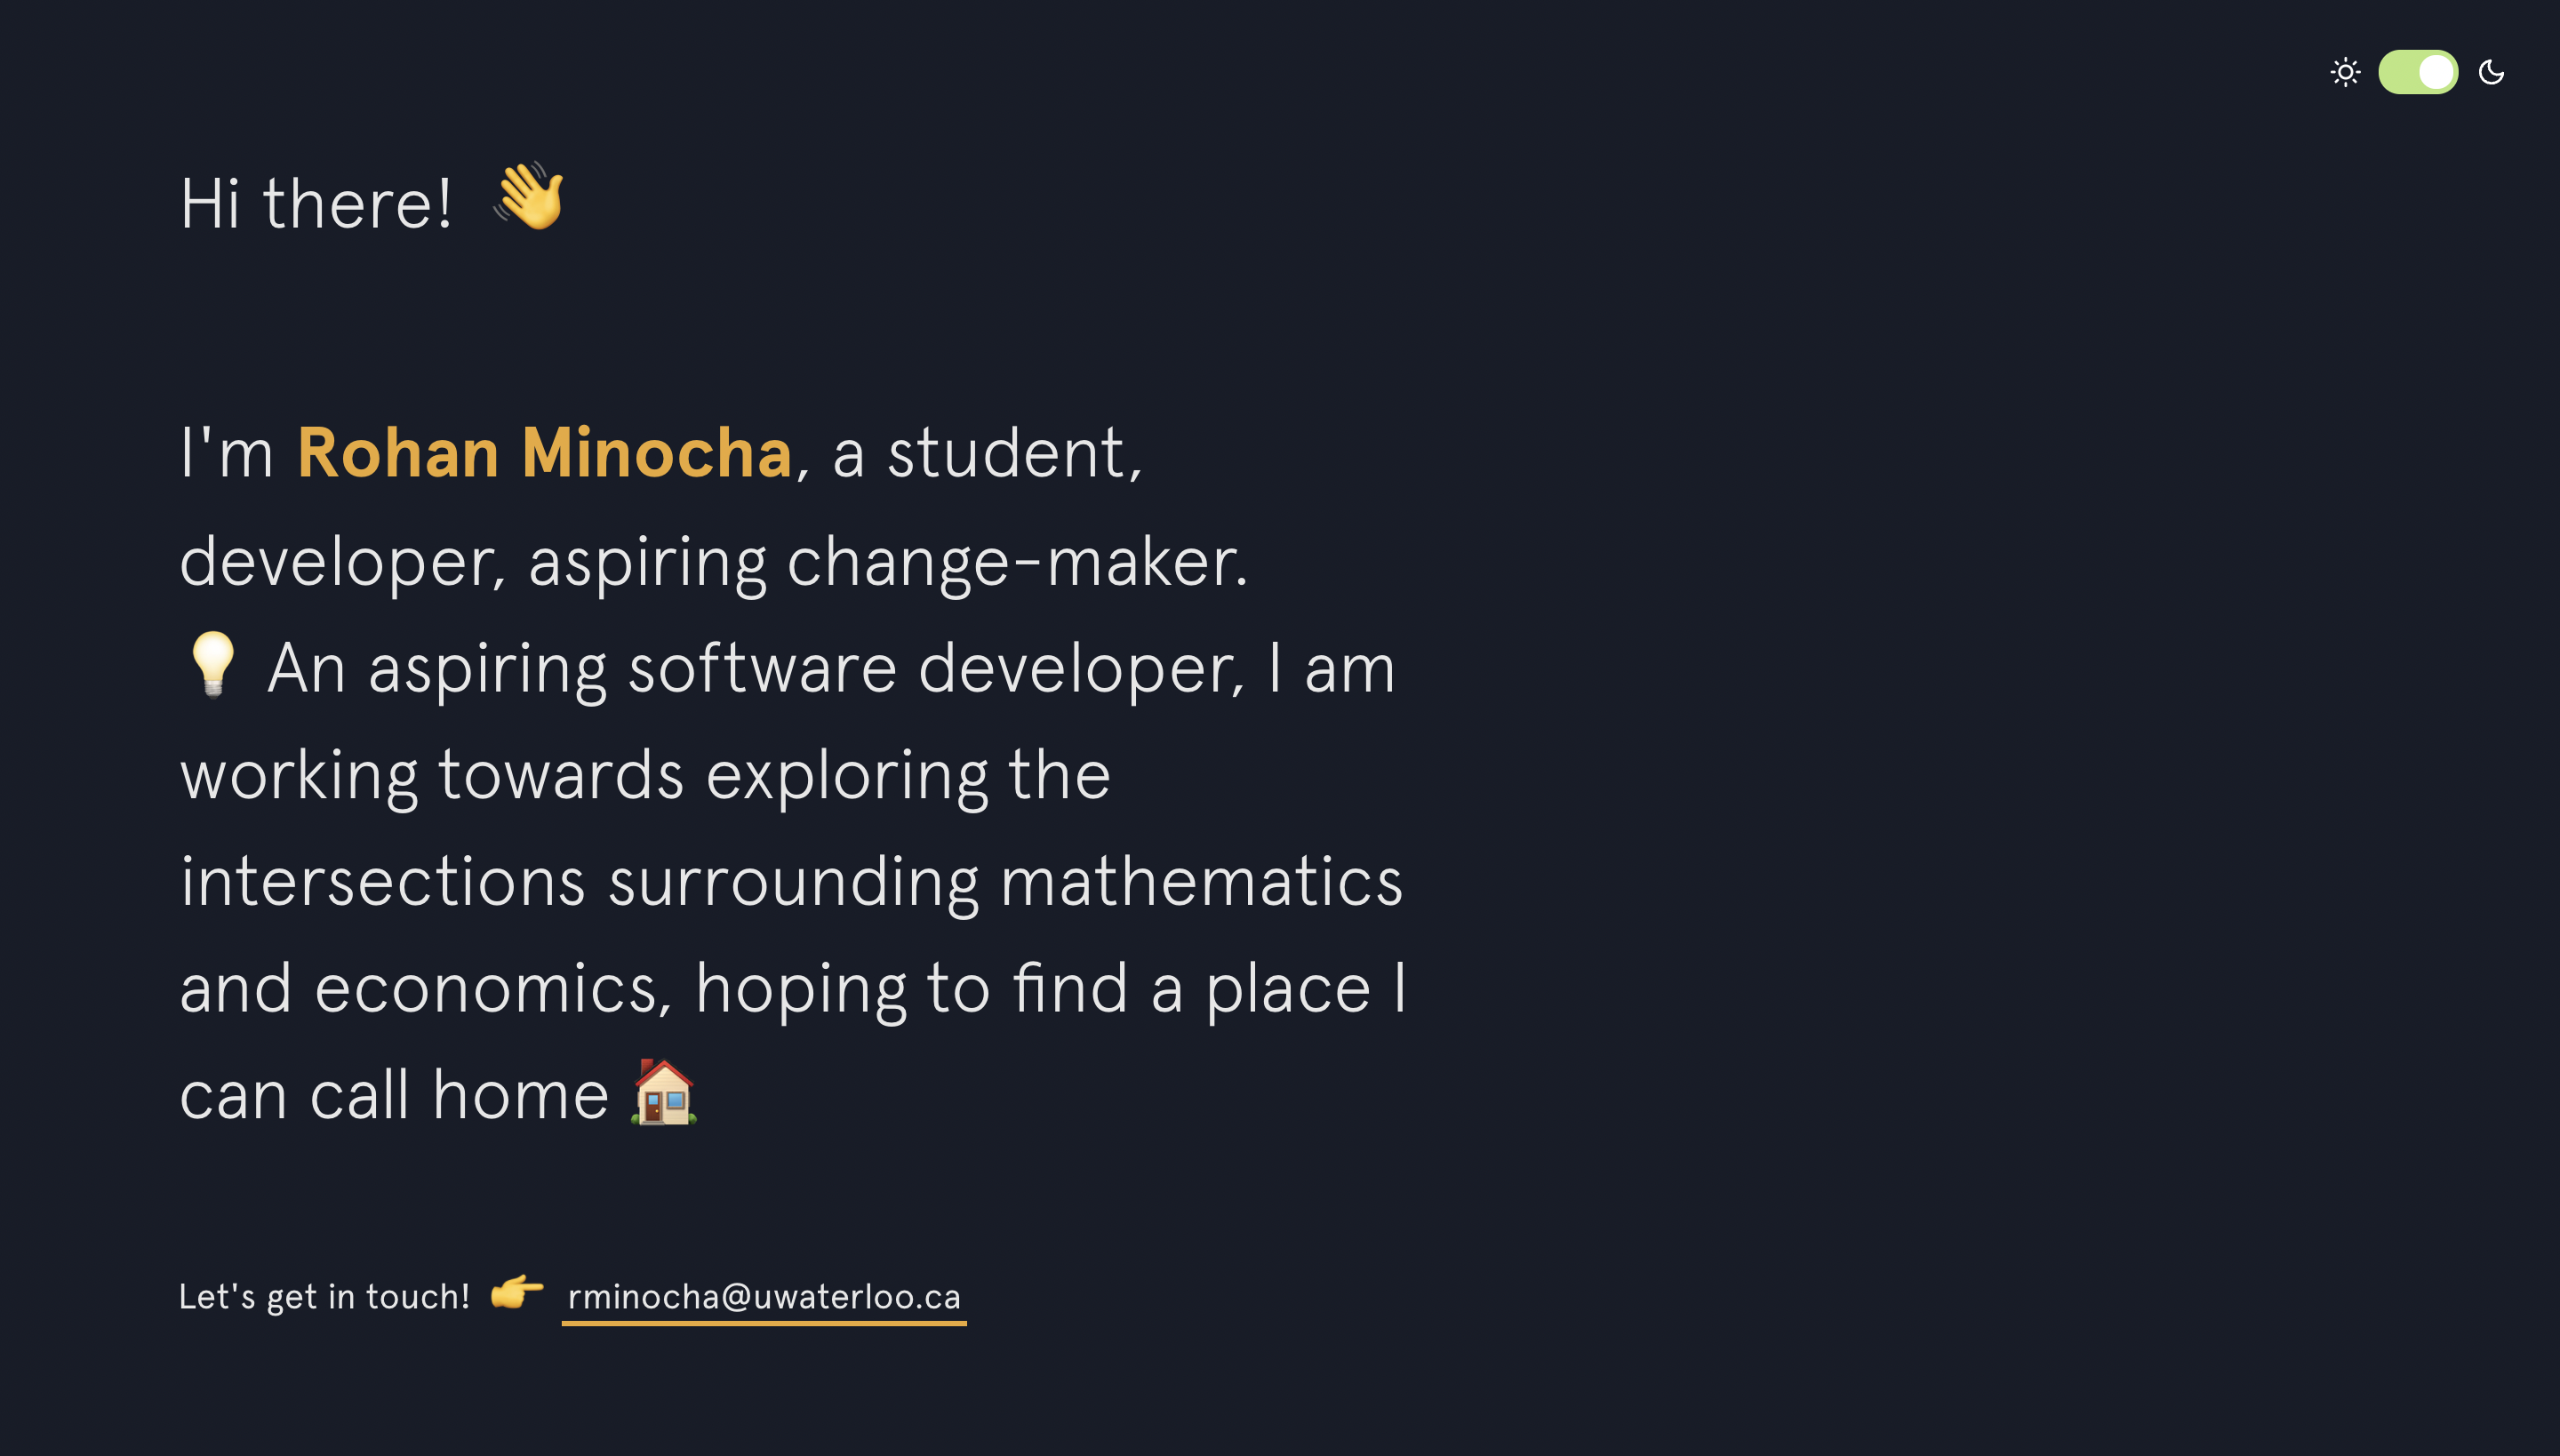 Hi there! 👋
I'm Rohan Minocha, a student,
developer, aspiring change-maker.
💡 An aspiring software developer, I am
working towards exploring the
intersections surrounding mathematics
and economics, hoping to find a place I
can call home 🏠
Let's get in touch! 👉 rminocha@uwaterloo.ca